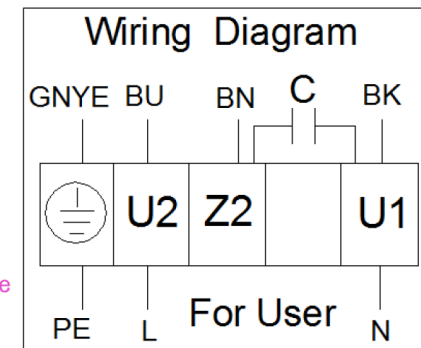 Wiring Diagram
GNYE BU BN C BK
U2 Z2 U1
e
PE L For User N